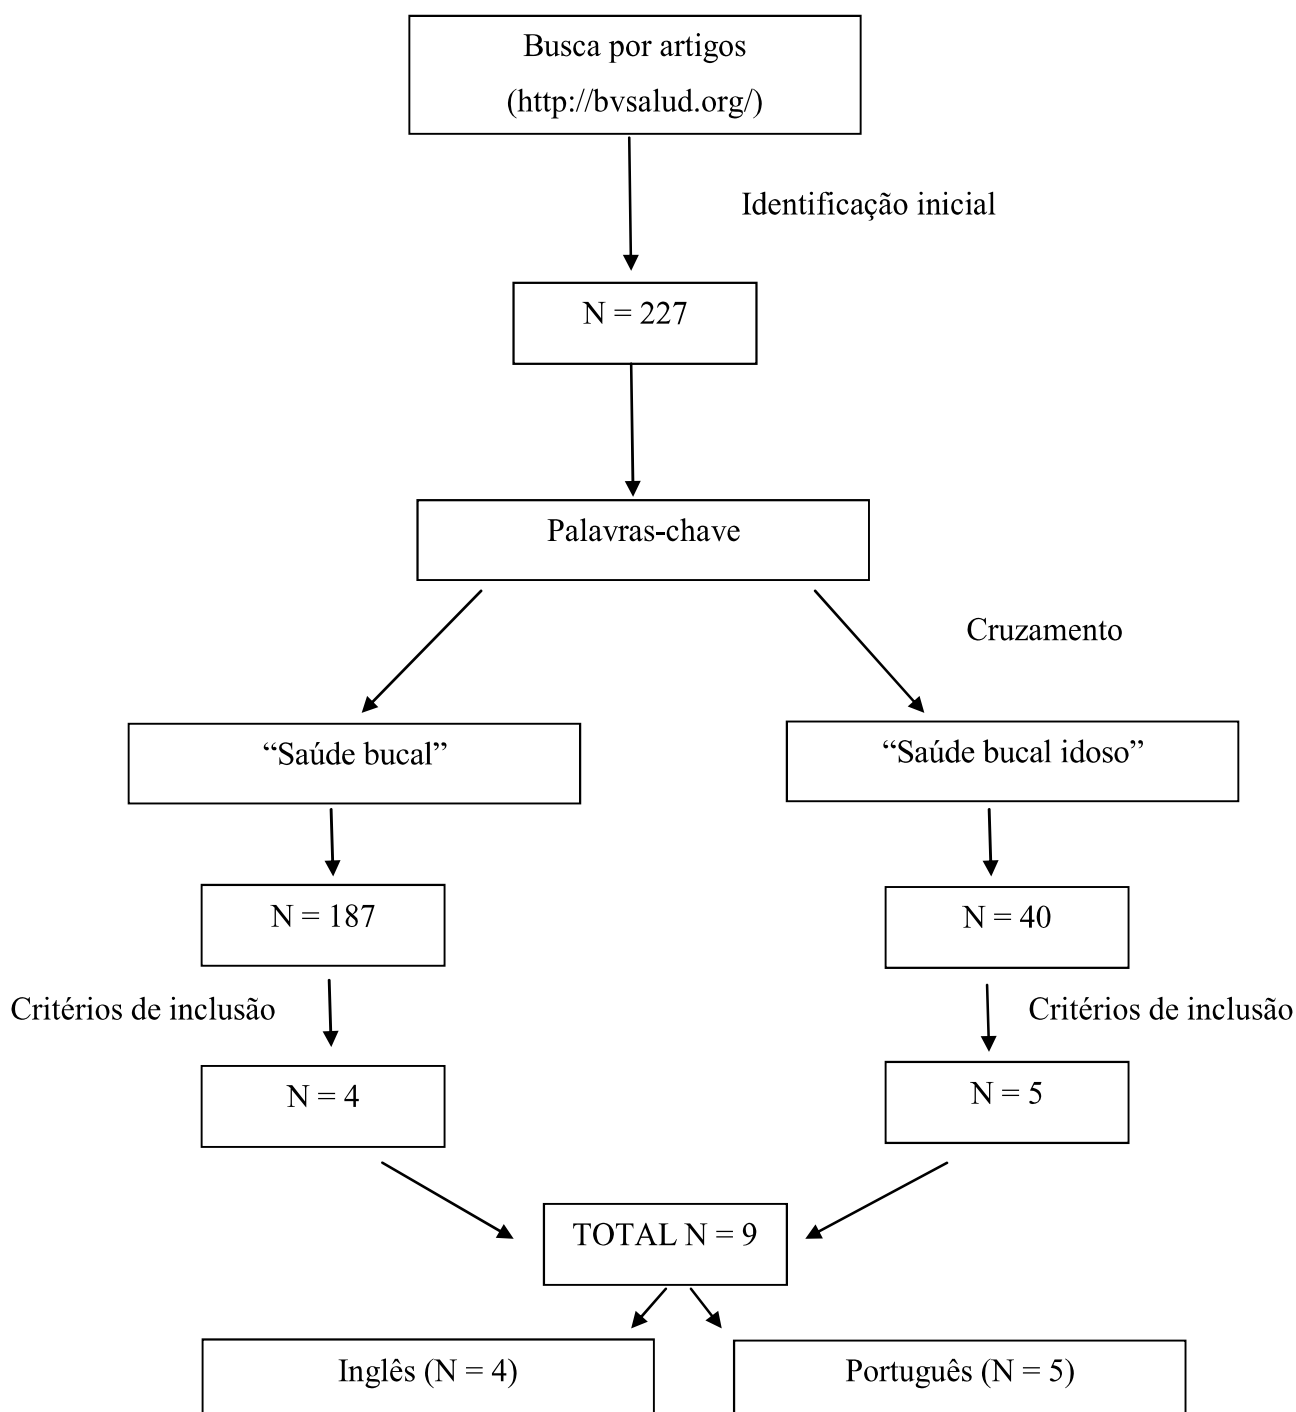 Busca por artigos
(http://bvsalud.org/)
Identificação inicial
N = 227
Palavras-chave
Cruzamento
“Saúde bucal”
“Saúde bucal idoso”
N = 187
N = 40
Critérios de inclusão
Critérios de inclusão
N = 4
N = 5
TOTAL N = 9
Inglês (N = 4)
Português (N = 5)